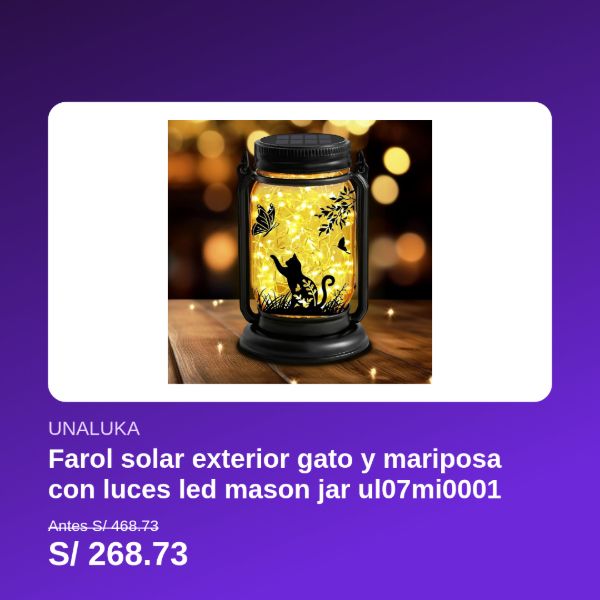 UNALUKA
Farol solar exterior gato y mariposa
con luces led mason jar ul07mi0001
Antes S/ 468.73
S/ 268.73